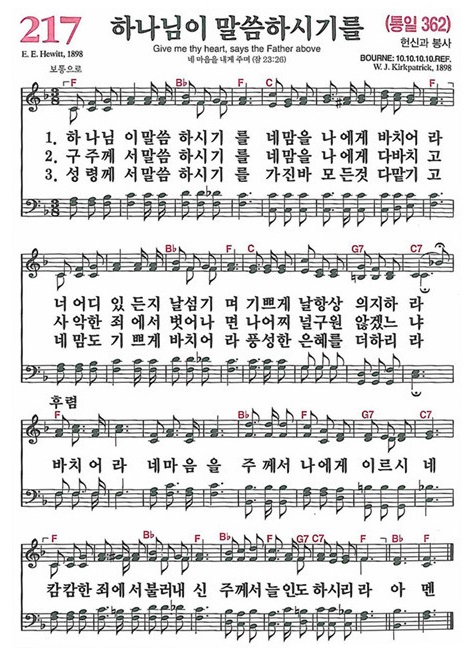 217
하나님이 말씀하시기를
(통일 362)
E. E. Hewitt, 1898
Give me thy heart, says the Father above
헌신과 봉사
보통으로
네 마음을 내게 주며 (잠 23:26)
BOURNE: 10.10.10.10.REF.
W. J. Kirkpatrick, 1898
F B♭ F C F
1. 하 나 님 이 말 씀 하 시 기 를 네 맘 을 나 에 게 바 치 어 라
2. 구 주 께 서 말 씀 하 시 기 를 네 맘 을 나 에 게 다 바 치 고
3. 성 령 께 서 말 씀 하 시 기 를 가 진 바 모 든 것 다 맡 기 고
B♭ F C G7 C7
너 어 디 있 든 지 날 섬 기 며 기 쁘 게 날 항 상 의 지 하 라
사 악 한 죄 에 서 벗 어 나 면 나 어 찌 널 구 원 않 겠 느 냐
네 맘 도 기 쁘 게 바 치 어 라 풍 성 한 은 혜 를 더 하 리 라
후렴
F B♭ F G7 C7
바 치 어 라 네 마 음 을 주 께 서 나 에 게 이 르 시 네
F B♭ F B♭ F G7 C7 F B♭ F
캄 캄 한 죄 에 서 불 러 내 신 주 께 서 늘 인 도 하 시 리 라 아 멘